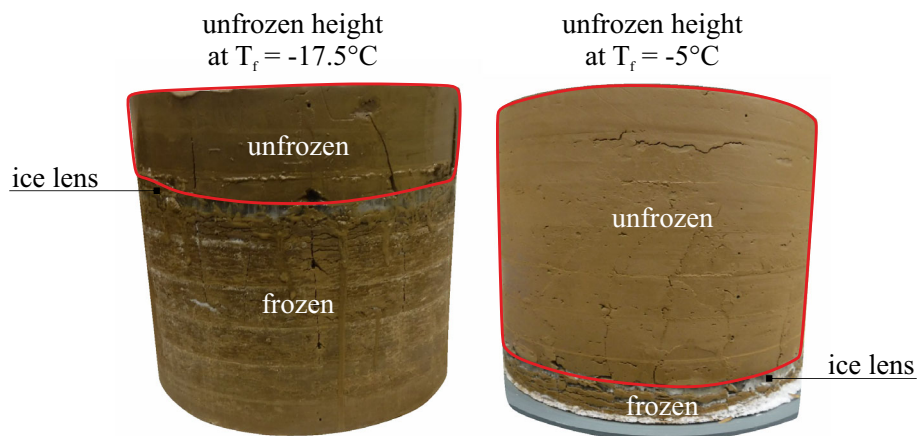 unfrozen height
at T_f = -17.5°C
unfrozen height
at T_f = -5°C
unfrozen
ice lens
frozen
unfrozen
ice lens
frozen